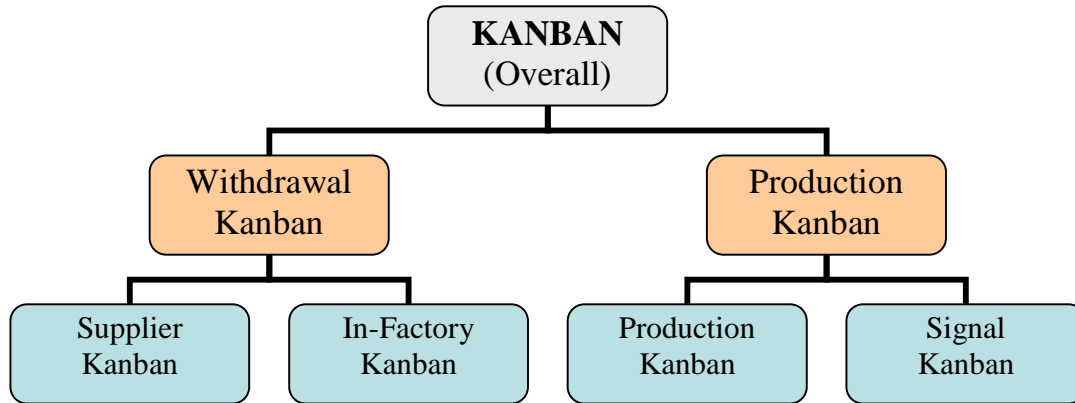 KANBAN
(Overall)
Withdrawal
Kanban
Production
Kanban
Supplier
Kanban
In-Factory
Kanban
Production
Kanban
Signal
Kanban